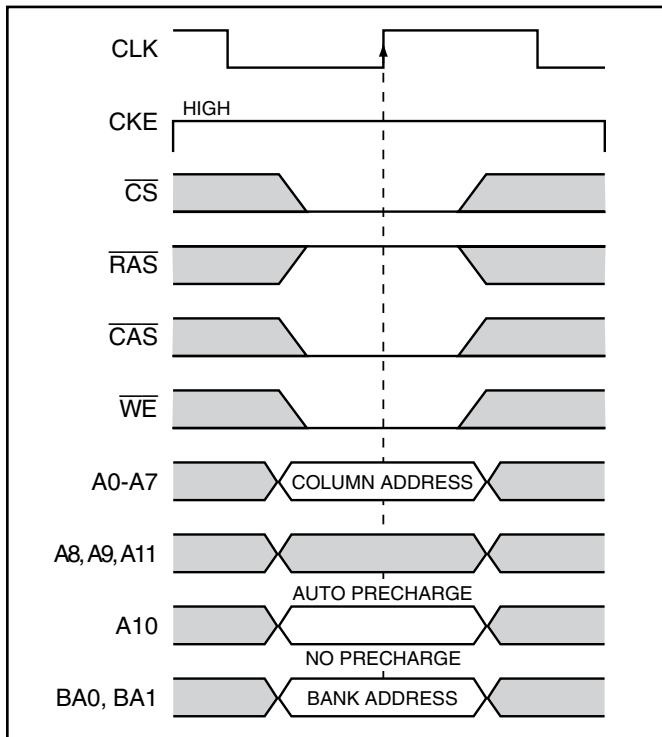 CLK
CKE HIGH
CS
RAS
CAS
WE
A0-A7 COLUMN ADDRESS
A8, A9, A11
AUTO PRECHARGE
A10
NO PRECHARGE
BA0, BA1 BANK ADDRESS